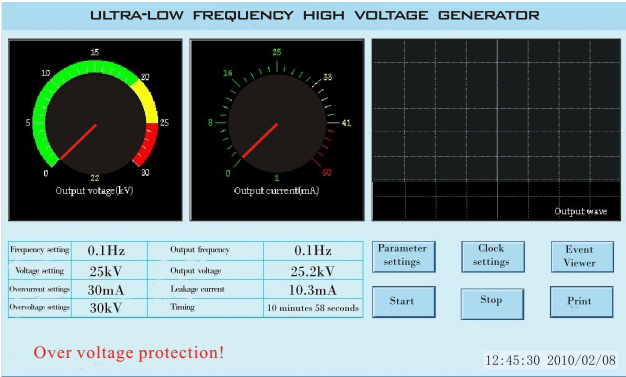 ULTRA-LOW FREQUENCY HIGH VOLTAGE GENERATOR
0 5 10 15 20 25 30
22
Output votage(kV)
0 8 16 25 33 41 50
1
Output current(mA)
Output wave
Frequency setting 0.1Hz Output frequency 0.1Hz
Voltage setting 25kV Output voltage 25.2kV
Overcurrent settings 30mA Leakage current 10.3mA
Overvoltage settings 30kV Timing 10 minutes 58 seconds
Parameter
settings
Clock
settings
Event
Viewer
Start
Stop
Print
Over voltage protection!
12:45:30 2010/02/08